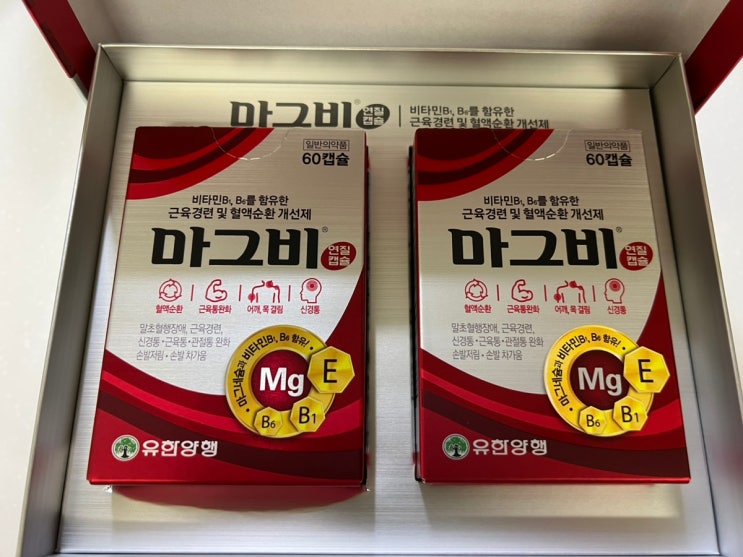 마그비® 연질캡슐 | 비타민B₁, B₆를 함유한
근육경련 및 혈액순환 개선제
일반의약품
60캡슐
비타민B₁, B₆를 함유한
근육경련 및 혈액순환 개선제
마그비® 연질캡슐
혈액순환 근육통완화 어깨, 목 결림 신경통
말초혈행장애, 근육경련,
신경통·근육통·관절통 완화
손발저림·손발 차가움
마그네슘과 비타민B₁, B₆ 함유!
Mg E
B₆ B₁
유한양행
일반의약품
60캡슐
비타민B₁, B₆를 함유한
근육경련 및 혈액순환 개선제
마그비® 연질캡슐
혈액순환 근육통완화 어깨, 목 결림 신경통
말초혈행장애, 근육경련,
신경통·근육통·관절통 완화
손발저림·손발 차가움
마그네슘과 비타민B₁, B₆ 함유!
Mg E
B₆ B₁
유한양행